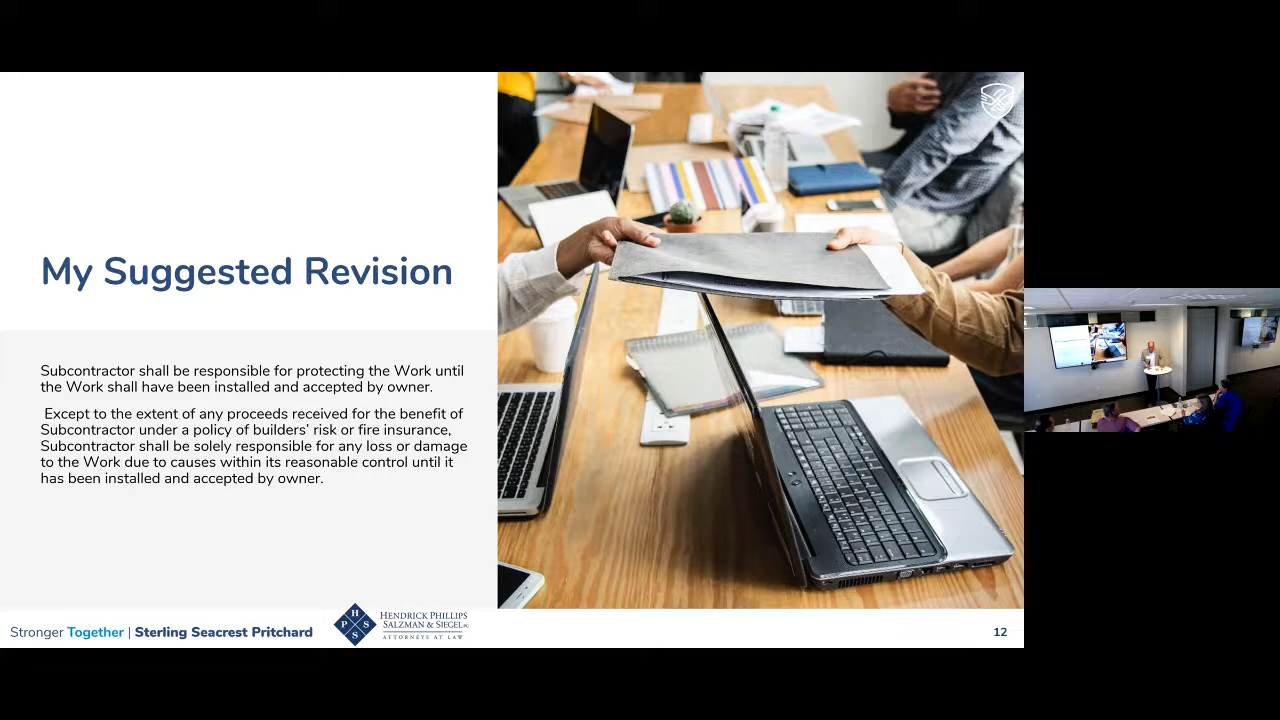 My Suggested Revision
Subcontractor shall be responsible for protecting the Work until
the Work shall have been installed and accepted by owner.
Except to the extent of any proceeds received for the benefit of
Subcontractor under a policy of builders’ risk or fire insurance,
Subcontractor shall be solely responsible for any loss or damage
to the Work due to causes within its reasonable control until it
has been installed and accepted by owner.
Stronger Together | Sterling Seacrest Pritchard
H
P S
S
HENDRICK PHILLIPS
SALZMAN & SIEGEL PC
ATTORNEYS AT LAW
12